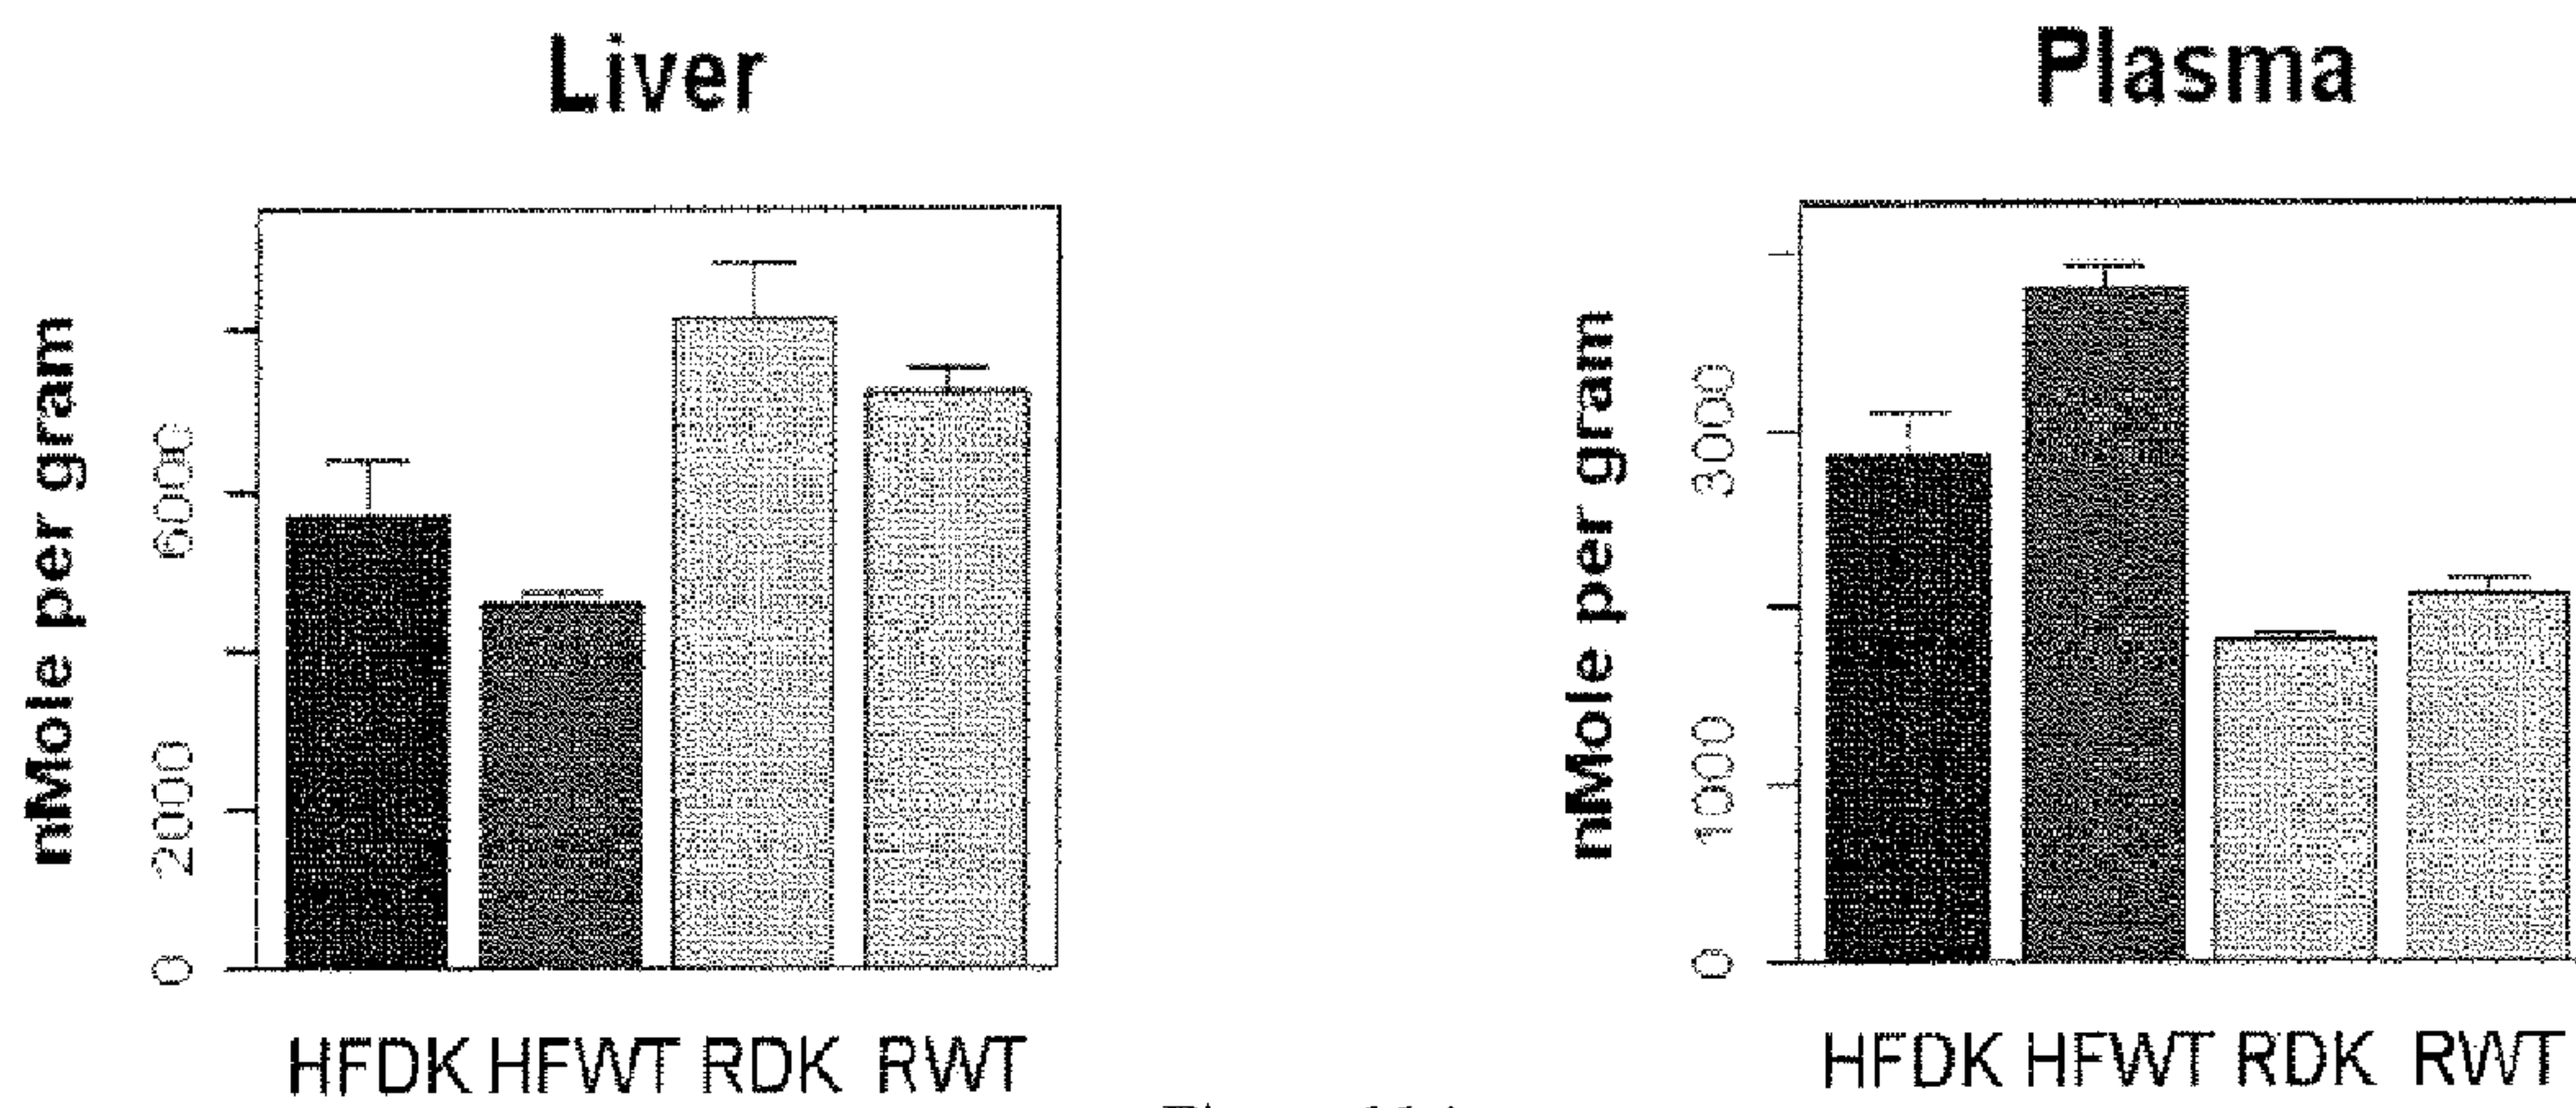 Liver
nMole per gram
6000
2000
0
HFDK HFWT RDK RWT
Plasma
nMole per gram
3000
1000
0
HFDK HFWT RDK RWT